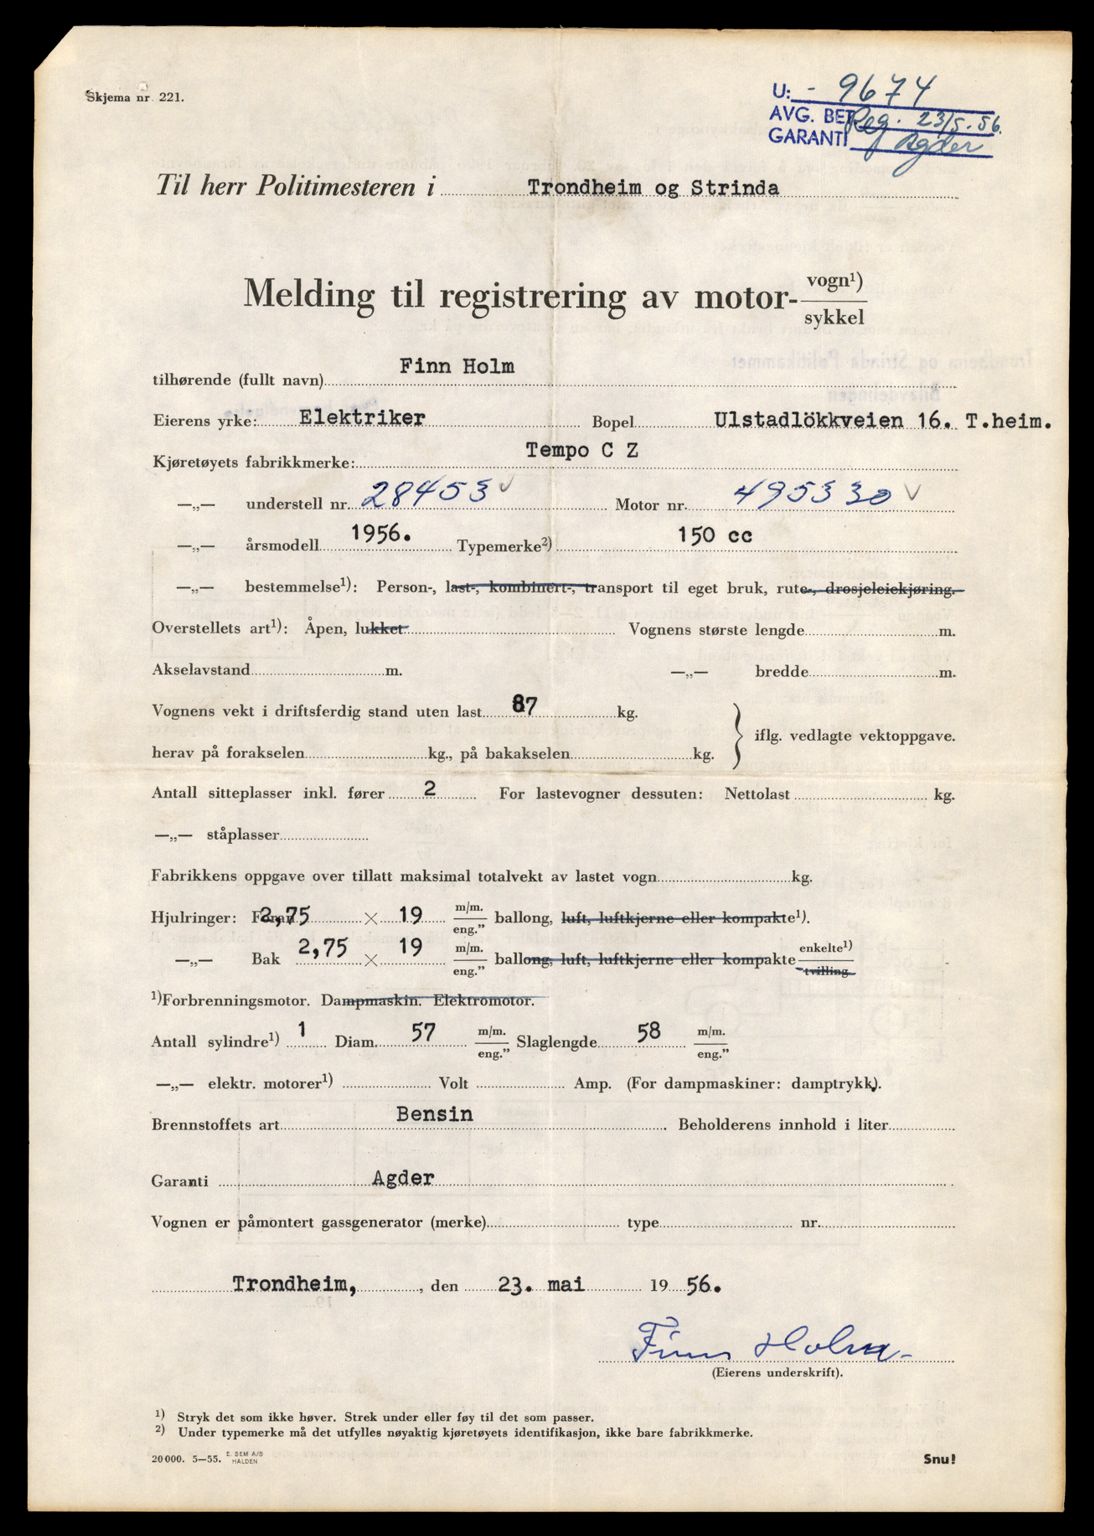 Skjema nr 221.
U: - 9674
AVG. BET. Reg. 23/5-56.
GARANTI Agder
Til herr Politimesteren i Trondheim og Strinda
Melding til registrering av motor- vogn¹)
sykkel
tilhørende (fullt navn) Finn Holm
Eierens yrke: Elektriker Bopel Ulstadlökkveien 16. T.heim.
Kjøretøyets fabrikkmerke: Tempo C Z
—„— understell nr. 28453 Motor nr. 495330
—„— årsmodell 1956. Typemerke²) 150 cc
—„— bestemmelse¹): Person-, last-, kombinert-, transport til eget bruk, rute-, drosjeleiekjøring.
Overstellets art¹): Åpen, lukket Vognens største lengde m.
Akselavstand m. —„— bredde m.
Vognens vekt i driftsferdig stand uten last 87 kg.
iflg. vedlagte vektoppgave.
herav på forakselen kg., på bakakselen kg.
Antall sitteplasser inkl. fører 2 For lastevogner dessuten: Nettolast kg.
—„— ståplasser
Fabrikkens oppgave over tillatt maksimal totalvekt av lastet vogn kg.
Hjulringer: Foran 2,75 × 19 m/m. eng.” ballong, luft, luftkjerne eller kompakte¹).
—„— Bak 2,75 × 19 m/m. eng.” ballong, luft, luftkjerne eller kompakte enkelte¹) tvilling.
¹)Forbrenningsmotor. Dampmaskin. Elektromotor.
Antall sylindre¹) 1 Diam. 57 m/m. eng.” Slaglengde 58 m/m. eng.”
—„— elektr. motorer¹) Volt Amp. (For dampmaskiner: damptrykk).
Brennstoffets art Bensin Beholderens innhold i liter
Garanti Agder
Vognen er påmontert gassgenerator (merke) type nr.
Trondheim, , den 23. mai 19 56.
Finn Holm
(Eierens underskrift).
¹) Stryk det som ikke høver. Strek under eller føy til det som passer.
²) Under typemerke må det utfylles nøyaktig kjøretøyets identifikasjon, ikke bare fabrikkmerke.
20000. 5—55. E. SEM A/S HALDEN
Snu!